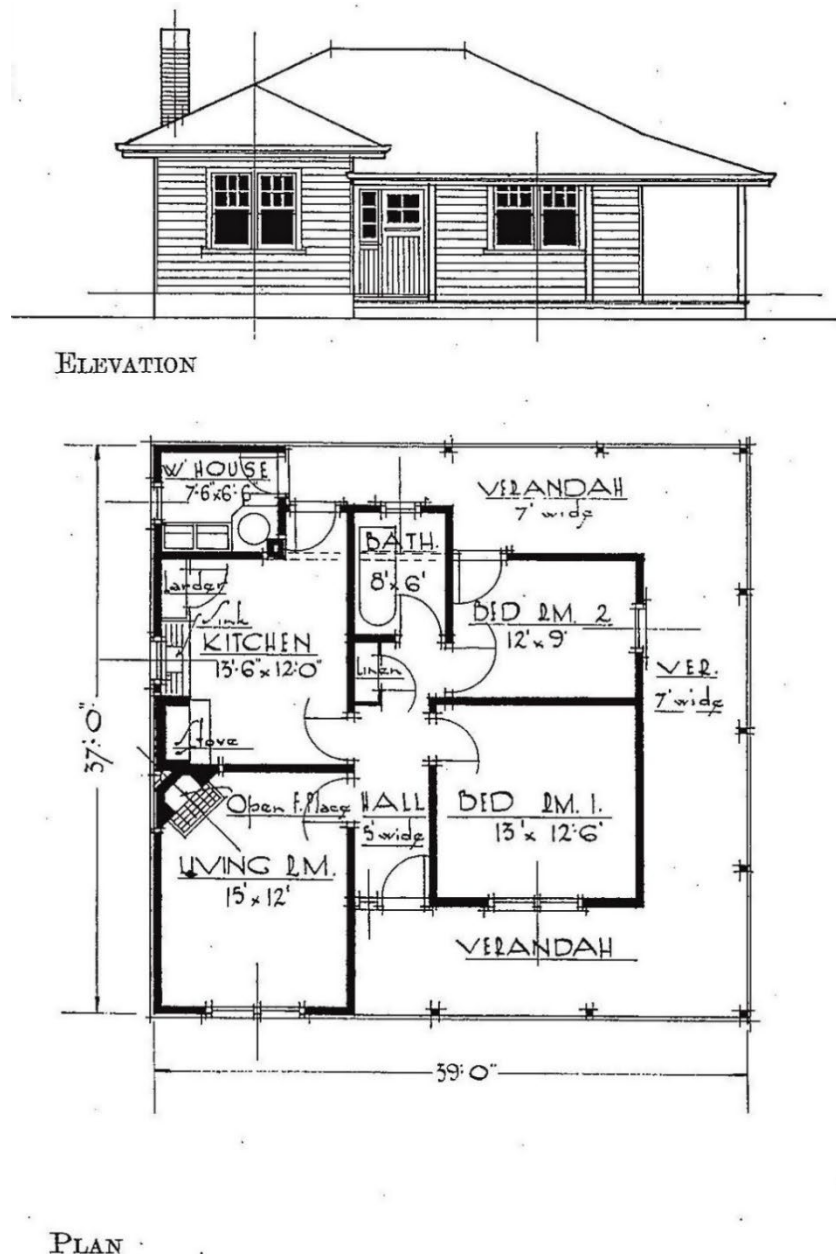 ELEVATION
W' HOUSE
7'·6"x6'·6"
VERANDAH
7' wide
BATH.
8' x 6'
Larder
Sink
KITCHEN
13'·6" x 12'·0"
BED RM. 2
12' x 9'
Linen
VER.
7' wide
Stove
37'·0"
Open F. Place
HALL
5' wide
BED RM. 1.
13' x 12'·6"
LIVING RM.
15' x 12'
VERANDAH
39'·0"
PLAN